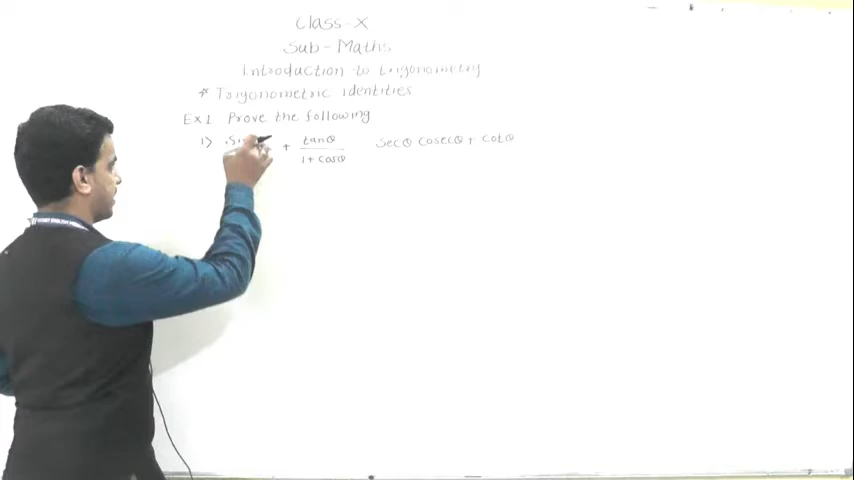 Class-X
Sub-Maths
Introduction to trigonometry
* Trigonometric identities
Ex 1 Prove the following
1) + tanθ / 1 + cosθ secθ cosecθ + cotθ